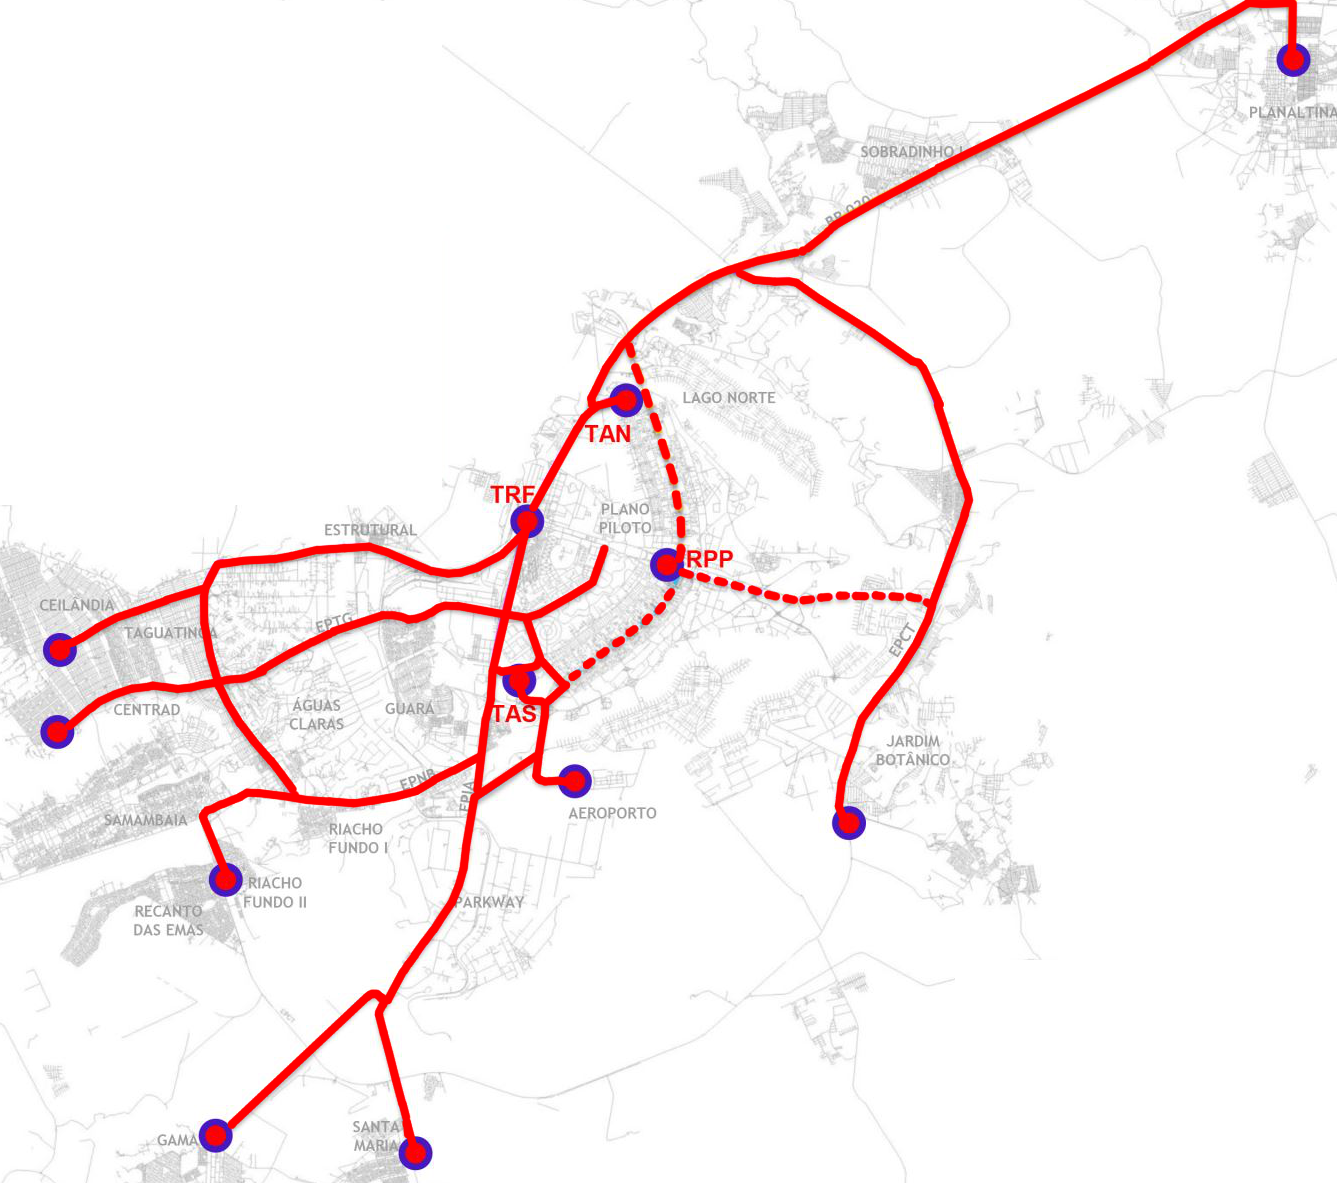 PLANALTINA
SOBRADINHO I
BR 020
LAGO NORTE
TAN
TRF
PLANO
PILOTO
ESTRUTURAL
RPP
CEILÂNDIA
TAGUATINGA
EPTG
EPCT
CENTRAD
ÁGUAS
CLARAS
GUARÁ
TAS
JARDIM
BOTÂNICO
EPNB
EPIA
SAMAMBAIA
AEROPORTO
RIACHO
FUNDO I
RIACHO
FUNDO II
RECANTO
DAS EMAS
PARKWAY
EPCT
SANTA
MARIA
GAMA